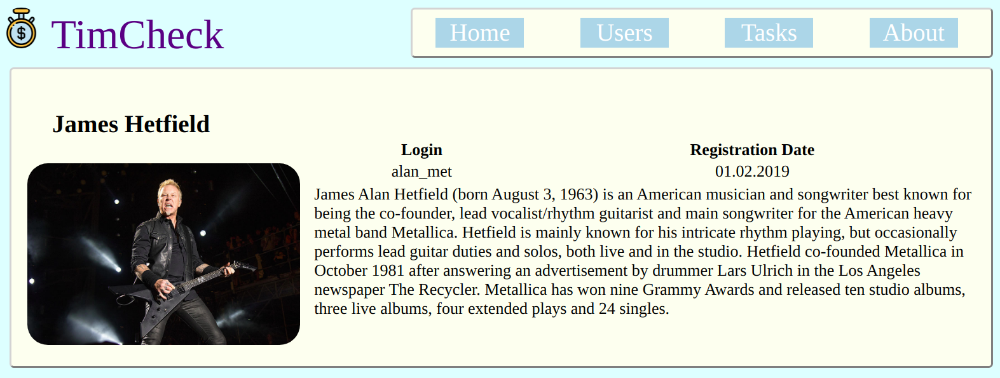 $
TimCheck
Home Users Tasks About
James Hetfield
Login Registration Date
alan_met 01.02.2019
James Alan Hetfield (born August 3, 1963) is an American musician and songwriter best known for
being the co-founder, lead vocalist/rhythm guitarist and main songwriter for the American heavy
metal band Metallica. Hetfield is mainly known for his intricate rhythm playing, but occasionally
performs lead guitar duties and solos, both live and in the studio. Hetfield co-founded Metallica in
October 1981 after answering an advertisement by drummer Lars Ulrich in the Los Angeles
newspaper The Recycler. Metallica has won nine Grammy Awards and released ten studio albums,
three live albums, four extended plays and 24 singles.